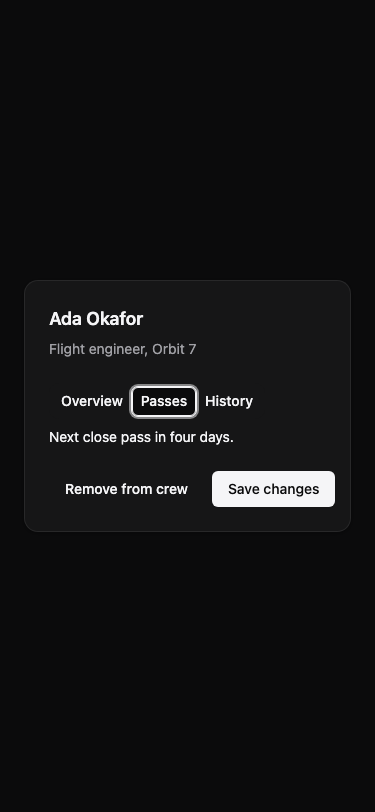 Ada Okafor
Flight engineer, Orbit 7
Overview Passes History
Next close pass in four days.
Remove from crew Save changes